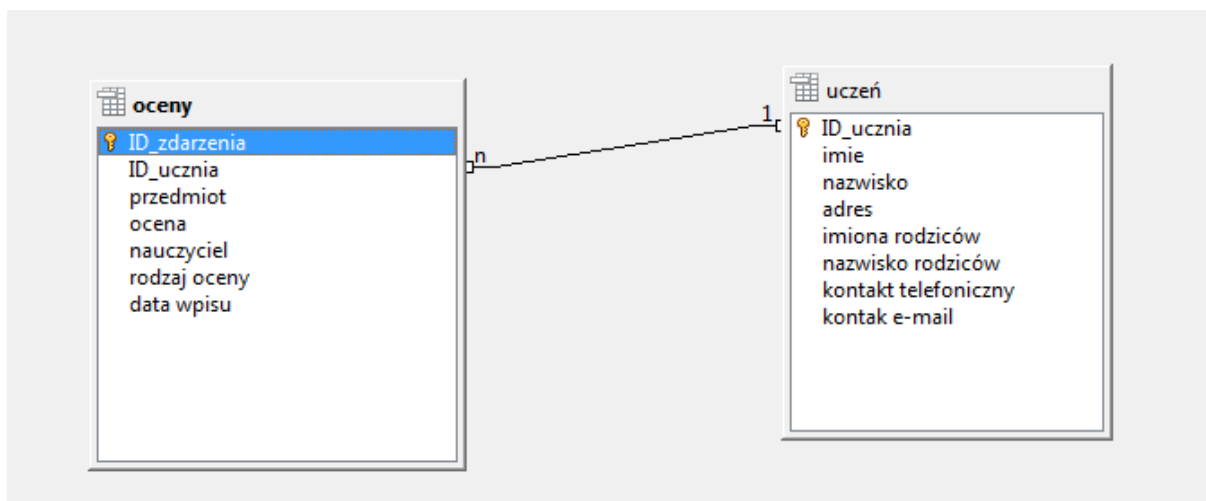 oceny
ID_zdarzenia
ID_ucznia
przedmiot
ocena
nauczyciel
rodzaj oceny
data wpisu
n
1
uczeń
ID_ucznia
imie
nazwisko
adres
imiona rodziców
nazwisko rodziców
kontakt telefoniczny
kontak e-mail